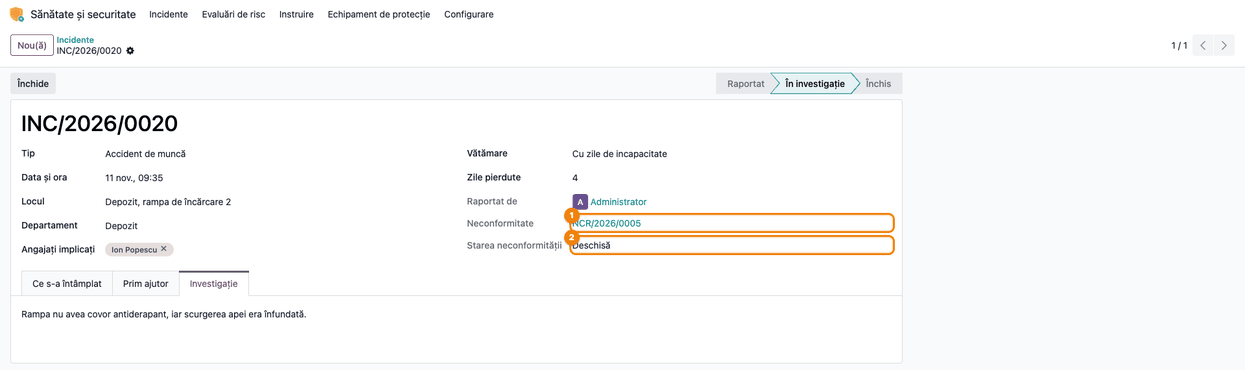 Sănătate și securitate Incidente Evaluări de risc Instruire Echipament de protecție Configurare
Nou(ă) Incidente
INC/2026/0020
1 / 1
Închide
Raportat În investigație Închis
INC/2026/0020
Tip Accident de muncă
Vătămare Cu zile de incapacitate
Data și ora 11 nov., 09:35
Zile pierdute 4
Locul Depozit, rampa de încărcare 2
Raportat de A Administrator
1
Departament Depozit
Neconformitate NCR/2026/0005
2
Angajați implicați Ion Popescu ✕
Starea neconformității Deschisă
Ce s-a întâmplat Prim ajutor Investigație
Rampa nu avea covor antiderapant, iar scurgerea apei era înfundată.